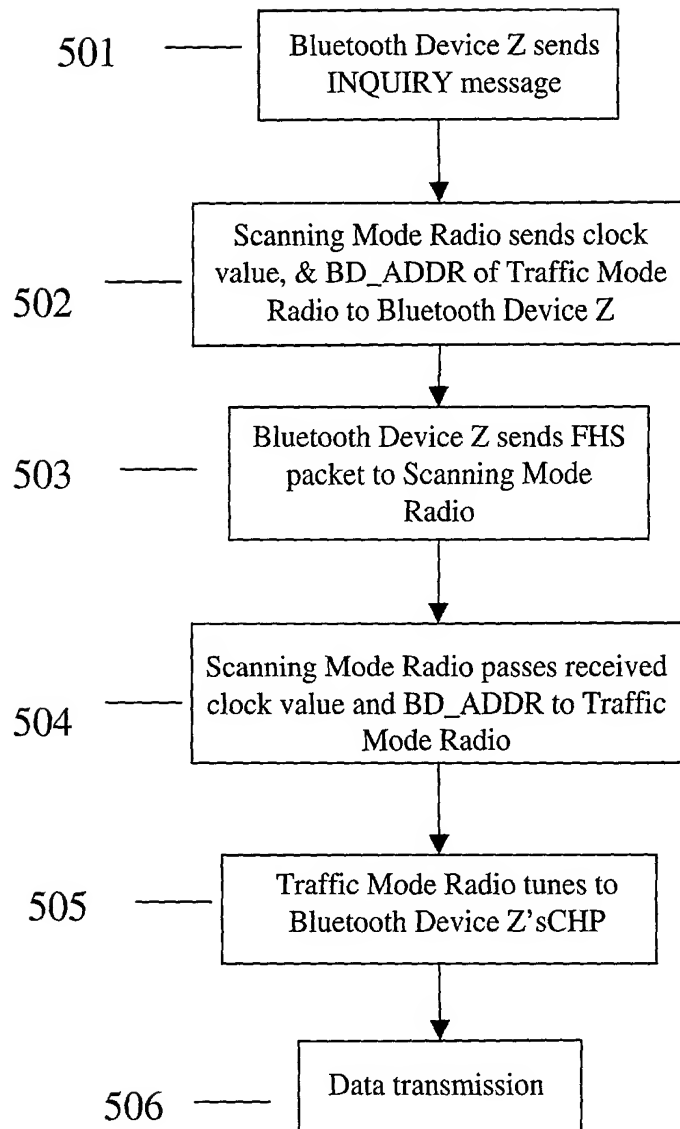 501
Bluetooth Device Z sends
INQUIRY message
Scanning Mode Radio sends clock
value, & BD_ADDR of Traffic Mode
Radio to Bluetooth Device Z
502
Bluetooth Device Z sends FHS
packet to Scanning Mode
Radio
503
Scanning Mode Radio passes received
clock value and BD_ADDR to Traffic
Mode Radio
504
Traffic Mode Radio tunes to
Bluetooth Device Z'sCHP
505
Data transmission
506